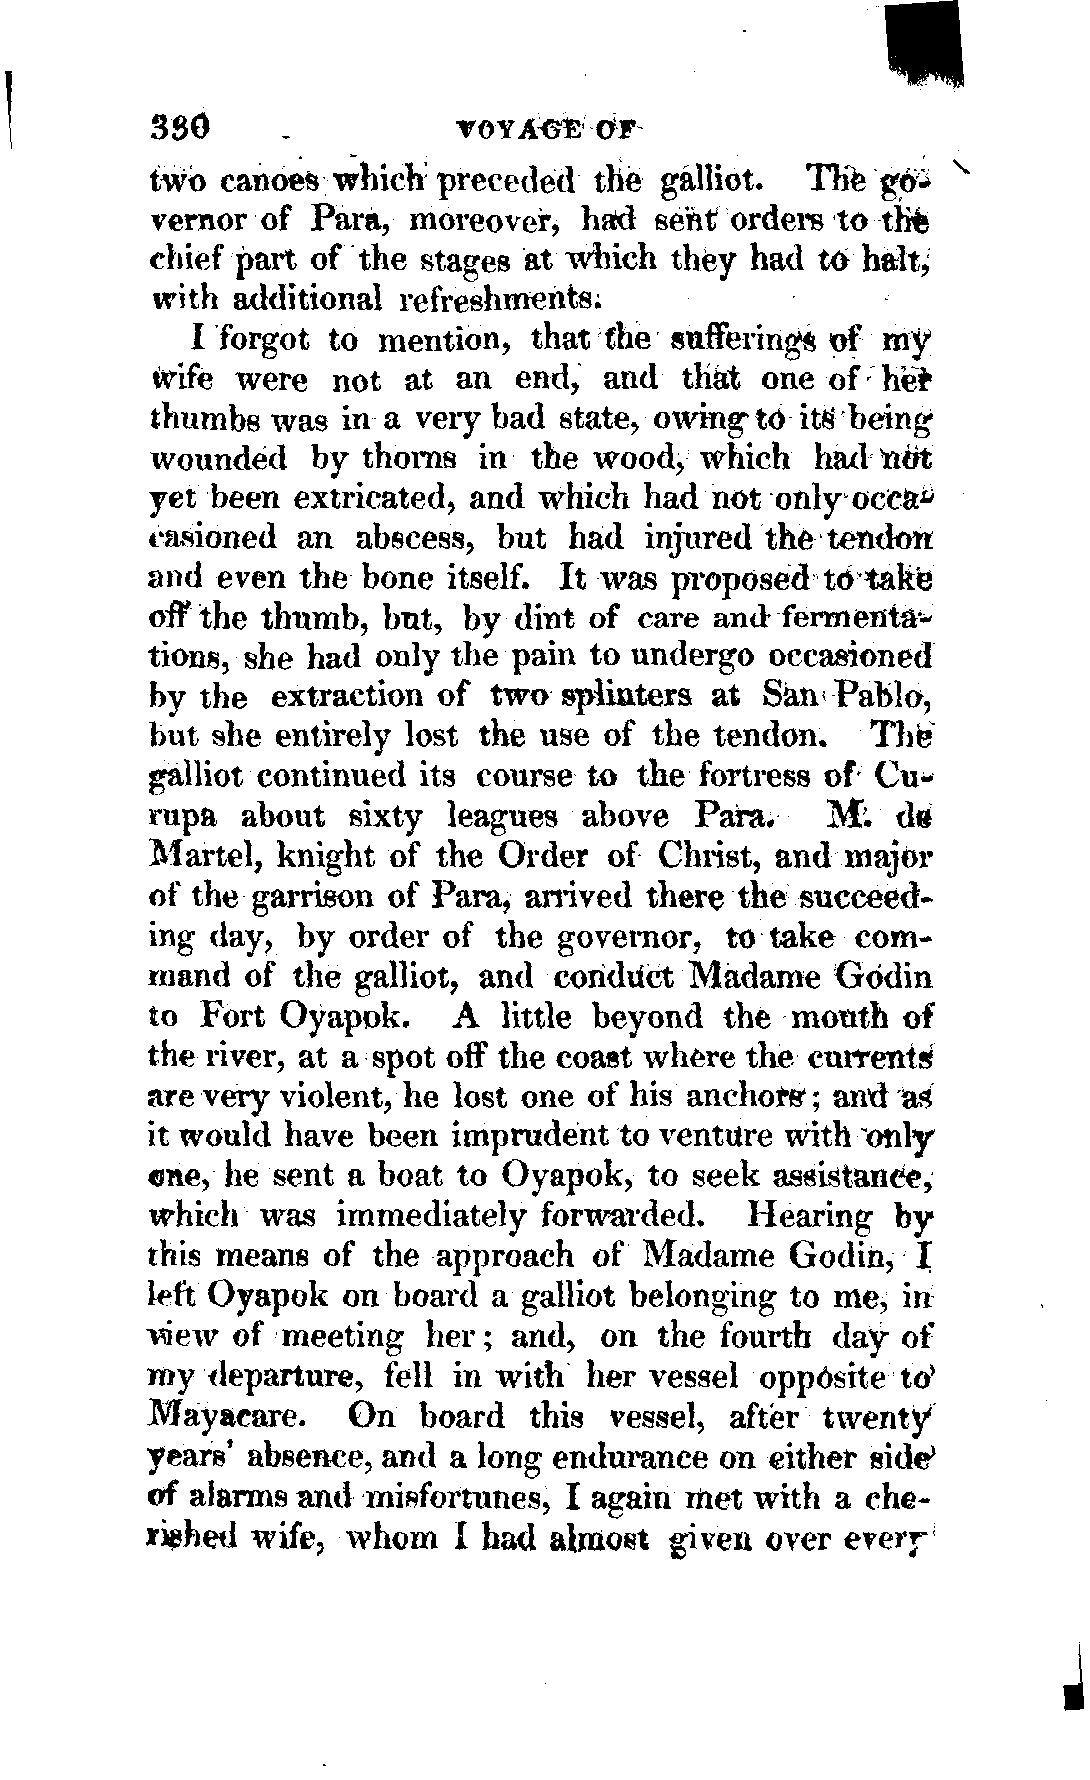 330 VOYAGE OF
two canoes which preceded the galliot. The go-
vernor of Para, moreover, had sent orders to the
chief part of the stages at which they had to halt,
with additional refreshments.
I forgot to mention, that the sufferings of my
wife were not at an end, and that one of her
thumbs was in a very bad state, owing to its being
wounded by thorns in the wood, which had not
yet been extricated, and which had not only occa-
casioned an abscess, but had injured the tendon
and even the bone itself. It was proposed to take
off the thumb, but, by dint of care and fermenta-
tions, she had only the pain to undergo occasioned
by the extraction of two splinters at San Pablo,
but she entirely lost the use of the tendon. The
galliot continued its course to the fortress of Cu-
rupa about sixty leagues above Para. M. de
Martel, knight of the Order of Christ, and major
of the garrison of Para, arrived there the succeed-
ing day, by order of the governor, to take com-
mand of the galliot, and conduct Madame Godin
to Fort Oyapok. A little beyond the mouth of
the river, at a spot off the coast where the currents
are very violent, he lost one of his anchors; and as
it would have been imprudent to venture with only
one, he sent a boat to Oyapok, to seek assistance,
which was immediately forwarded. Hearing by
this means of the approach of Madame Godin, I
left Oyapok on board a galliot belonging to me, in
view of meeting her; and, on the fourth day of
my departure, fell in with her vessel opposite to
Mayacare. On board this vessel, after twenty
years' absence, and a long endurance on either side
of alarms and misfortunes, I again met with a che-
rished wife, whom I had almost given over every